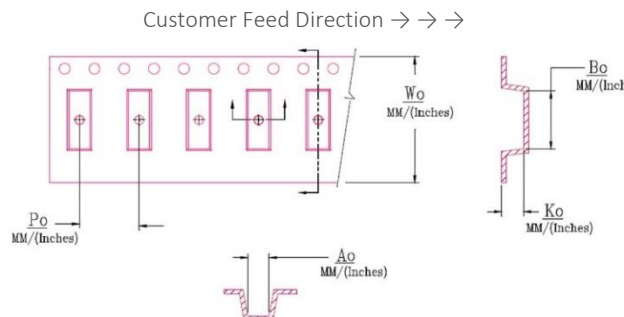 Customer Feed Direction → → →
Wo
MM/(Inches)
Bo
MM/(Inch
Po
MM/(Inches)
Ko
MM/(Inches)
Ao
MM/(Inches)